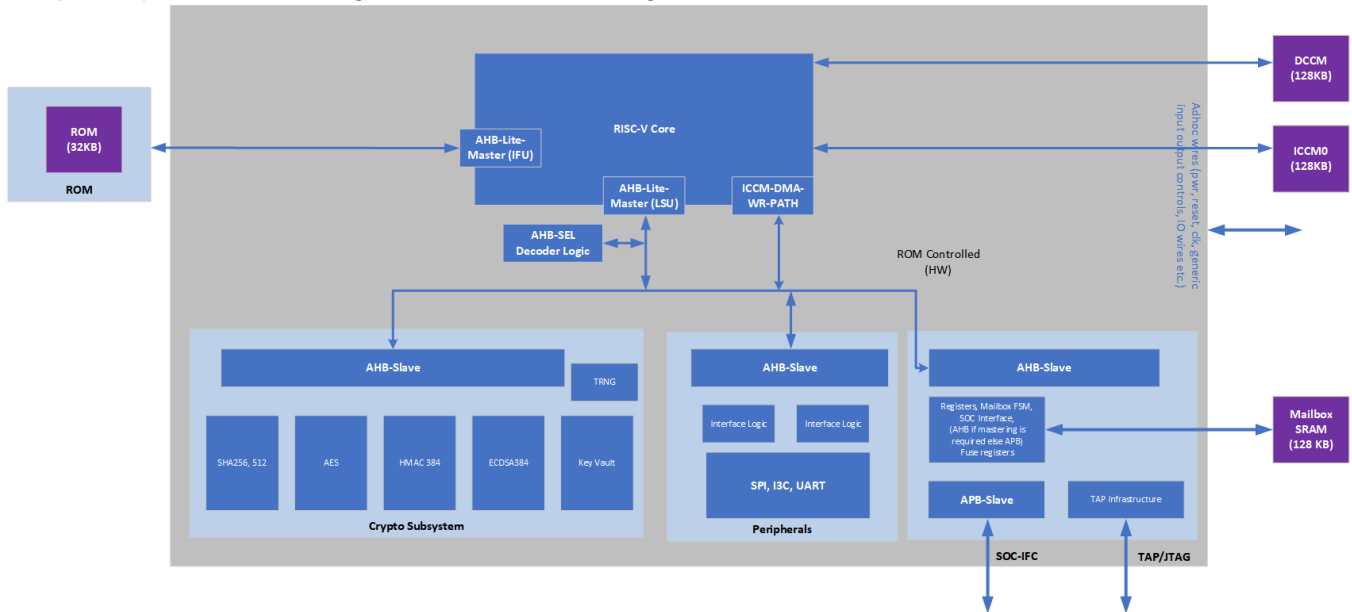 DCCM
(128KB)
Adhoc wires (pwr, reset, clk, generic
input output controls, IO wires etc.)
ROM
(32KB)
ROM
RISC-V Core
AHB-Lite-
Master (IFU)
ICCM0
(128KB)
AHB-Lite-
Master (LSU)
ICCM-DMA-
WR-PATH
AHB-SEL
Decoder Logic
ROM Controlled
(HW)
AHB-Slave
TRNG
SHA256, 512
AES
HMAC 384
ECDSA384
Key Vault
Crypto Subsystem
AHB-Slave
Interface Logic
Interface Logic
SPI, I3C, UART
Peripherals
AHB-Slave
Registers, Mailbox FSM,
SOC Interface,
(AHB if mastering is
required else APB)
Fuse registers
Mailbox
SRAM
(128 KB)
APB-Slave
TAP Infrastructure
SOC-IFC
TAP/JTAG